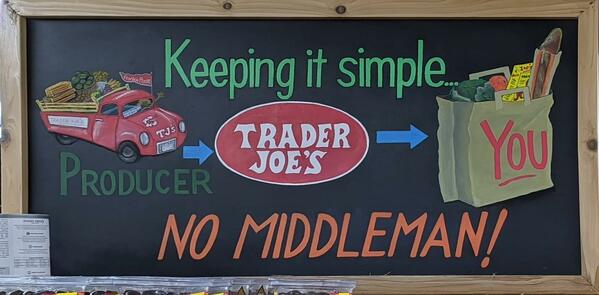 Keeping it simple...
TRADER JOE'S
TJ'S
PRODUCER
TRADER
JOE'S
YOU
NO MIDDLEMAN!